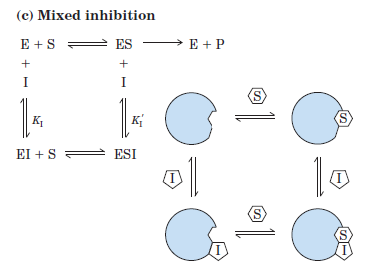 (c) Mixed inhibition
E + S ⇌ ES ⟶ E + P
+ +
I I
K_I K_I′
EI + S ⇌ ESI
S
S
I
I
S
I
S
I